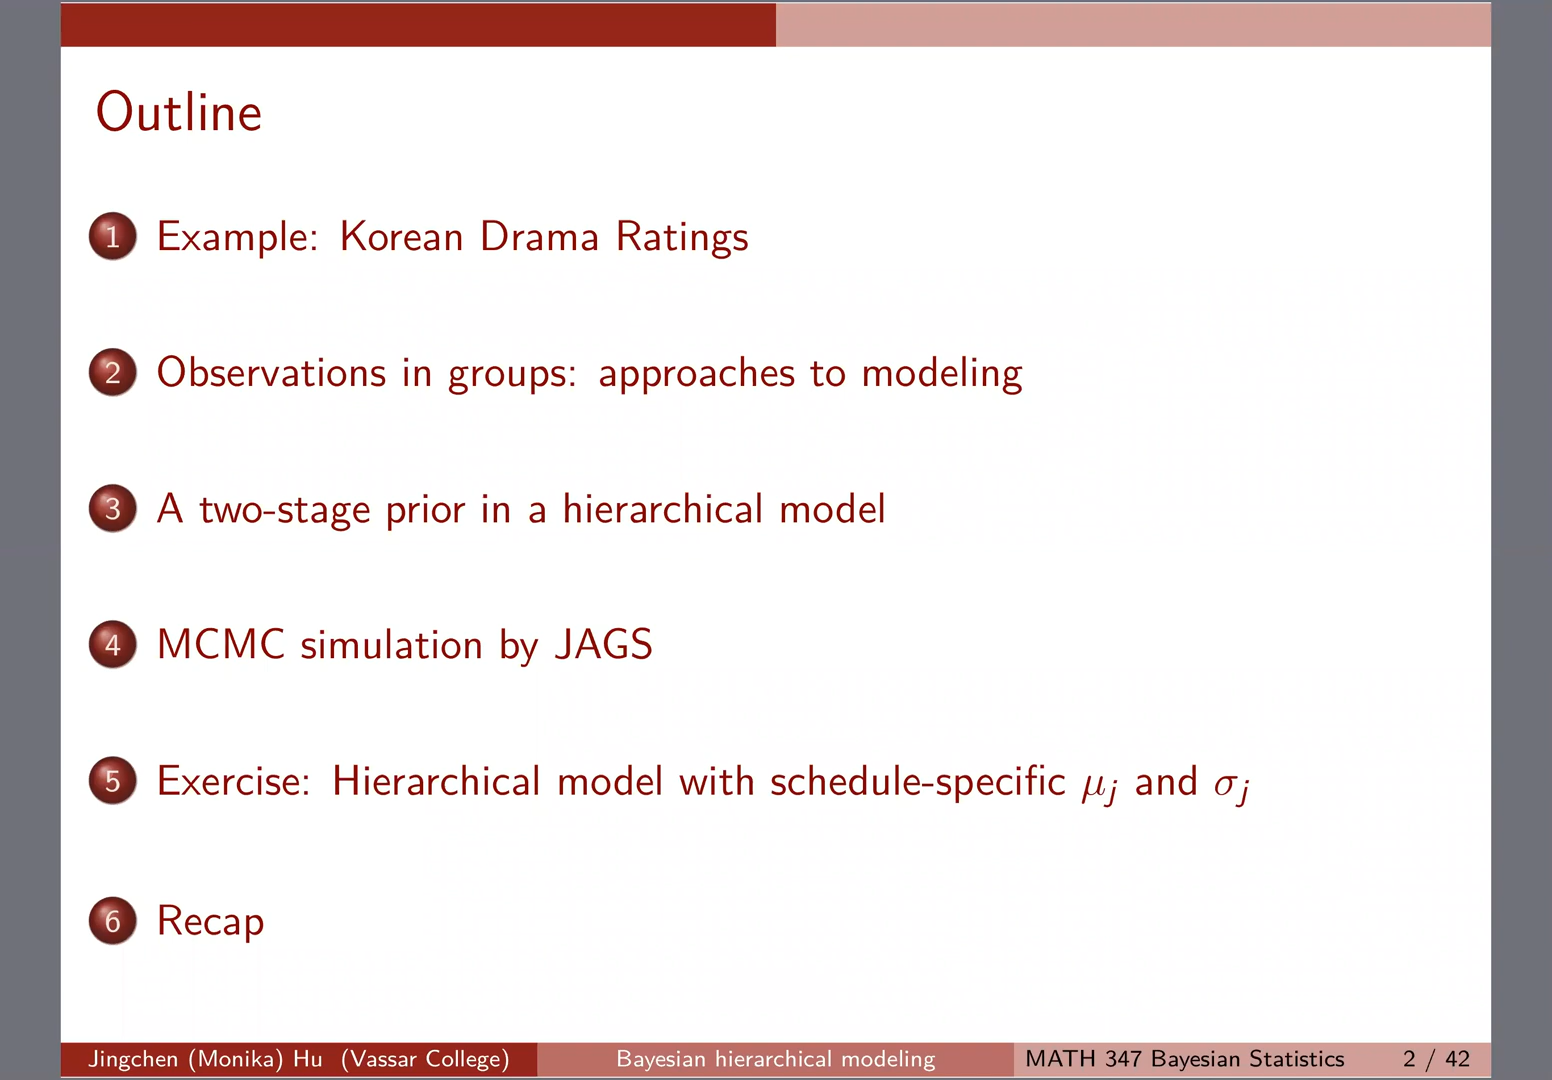 Outline
1 Example: Korean Drama Ratings
2 Observations in groups: approaches to modeling
3 A two-stage prior in a hierarchical model
4 MCMC simulation by JAGS
5 Exercise: Hierarchical model with schedule-specific μj and σj
6 Recap
Jingchen (Monika) Hu (Vassar College) Bayesian hierarchical modeling MATH 347 Bayesian Statistics 2 / 42